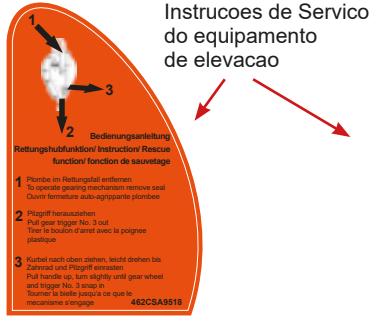 Instrucoes de Servico
do equipamento
de elevacao
1
3
2
Bedienungsanleitung
Rettungshubfunktion/ Instruction/ Rescue
function/ fonction de sauvetage
1 Plombe im Rettungsfall entfernen
To operate gearing mechanism remove seal
Ouvrir fermeture auto-agrippante plombee
2 Pilzgriff herausziehen
Pull gear trigger No. 3 out
Tirer le boulon d'arret avec la poignee
plastique
3 Kurbel nach oben ziehen, leicht drehen bis
Zahnrad und Pilzgriff einrasten
Pull handle up, turn slightly until gear wheel
and trigger No. 3 snap in
Tourner la bielle jusqu'a ce que le
mecanisme s'engage
462CSA9518